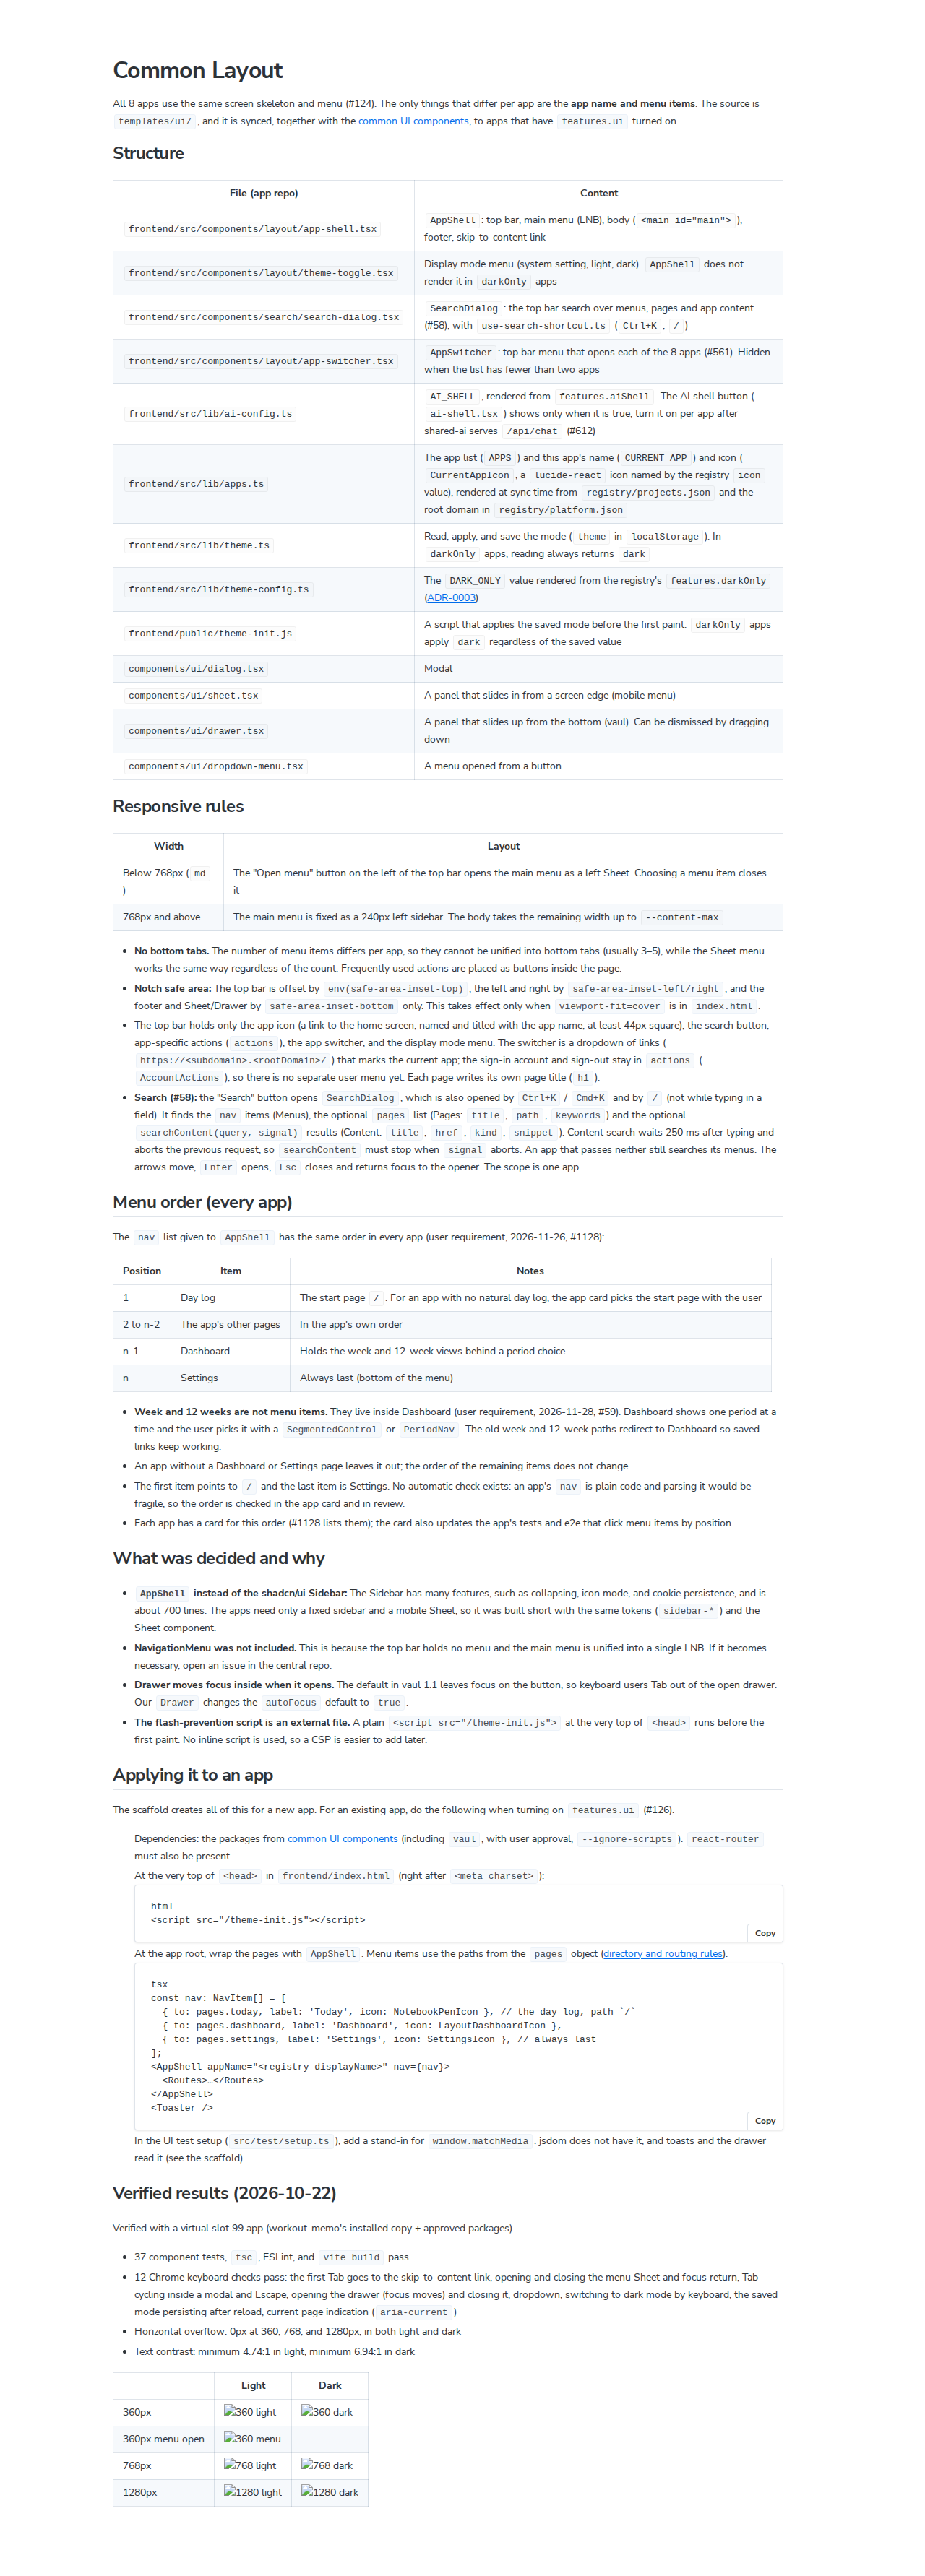 Common Layout
All 8 apps use the same screen skeleton and menu (#124). The only things that differ per app are the app name and menu items. The source is
templates/ui/ , and it is synced, together with the common UI components, to apps that have features.ui turned on.
Structure
File (app repo) Content
frontend/src/components/layout/app-shell.tsx
AppShell : top bar, main menu (LNB), body ( <main id="main"> ),
footer, skip-to-content link
frontend/src/components/layout/theme-toggle.tsx
Display mode menu (system setting, light, dark). AppShell does not
render it in darkOnly apps
frontend/src/components/search/search-dialog.tsx
SearchDialog : the top bar search over menus, pages and app content
(#58), with use-search-shortcut.ts ( Ctrl+K , / )
frontend/src/components/layout/app-switcher.tsx
AppSwitcher : top bar menu that opens each of the 8 apps (#561). Hidden
when the list has fewer than two apps
frontend/src/lib/ai-config.ts
AI_SHELL , rendered from features.aiShell . The AI shell button (
ai-shell.tsx ) shows only when it is true; turn it on per app after
shared-ai serves /api/chat (#612)
frontend/src/lib/apps.ts
The app list ( APPS ) and this app's name ( CURRENT_APP ) and icon (
CurrentAppIcon , a lucide-react icon named by the registry icon
value), rendered at sync time from registry/projects.json and the
root domain in registry/platform.json
frontend/src/lib/theme.ts
Read, apply, and save the mode ( theme in localStorage ). In
darkOnly apps, reading always returns dark
frontend/src/lib/theme-config.ts
The DARK_ONLY value rendered from the registry's features.darkOnly
(ADR-0003)
frontend/public/theme-init.js
A script that applies the saved mode before the first paint. darkOnly apps
apply dark regardless of the saved value
components/ui/dialog.tsx Modal
components/ui/sheet.tsx A panel that slides in from a screen edge (mobile menu)
components/ui/drawer.tsx
A panel that slides up from the bottom (vaul). Can be dismissed by dragging
down
components/ui/dropdown-menu.tsx A menu opened from a button
Responsive rules
Width Layout
Below 768px ( md
)
The "Open menu" button on the left of the top bar opens the main menu as a left Sheet. Choosing a menu item closes
it
768px and above The main menu is fixed as a 240px left sidebar. The body takes the remaining width up to --content-max
• No bottom tabs. The number of menu items differs per app, so they cannot be unified into bottom tabs (usually 3–5), while the Sheet menu
works the same way regardless of the count. Frequently used actions are placed as buttons inside the page.
• Notch safe area: The top bar is offset by env(safe-area-inset-top) , the left and right by safe-area-inset-left/right , and the
footer and Sheet/Drawer by safe-area-inset-bottom only. This takes effect only when viewport-fit=cover is in index.html .
• The top bar holds only the app icon (a link to the home screen, named and titled with the app name, at least 44px square), the search button,
app-specific actions ( actions ), the app switcher, and the display mode menu. The switcher is a dropdown of links (
https://<subdomain>.<rootDomain>/ ) that marks the current app; the sign-in account and sign-out stay in actions (
AccountActions ), so there is no separate user menu yet. Each page writes its own page title ( h1 ).
• Search (#58): the "Search" button opens SearchDialog , which is also opened by Ctrl+K / Cmd+K and by / (not while typing in a
field). It finds the nav items (Menus), the optional pages list (Pages: title , path , keywords ) and the optional
searchContent(query, signal) results (Content: title , href , kind , snippet ). Content search waits 250 ms after typing and
aborts the previous request, so searchContent must stop when signal aborts. An app that passes neither still searches its menus. The
arrows move, Enter opens, Esc closes and returns focus to the opener. The scope is one app.
Menu order (every app)
The nav list given to AppShell has the same order in every app (user requirement, 2026-11-26, #1128):
Position Item Notes
1 Day log The start page / . For an app with no natural day log, the app card picks the start page with the user
2 to n-2 The app's other pages In the app's own order
n-1 Dashboard Holds the week and 12-week views behind a period choice
n Settings Always last (bottom of the menu)
• Week and 12 weeks are not menu items. They live inside Dashboard (user requirement, 2026-11-28, #59). Dashboard shows one period at a
time and the user picks it with a SegmentedControl or PeriodNav . The old week and 12-week paths redirect to Dashboard so saved
links keep working.
• An app without a Dashboard or Settings page leaves it out; the order of the remaining items does not change.
• The first item points to / and the last item is Settings. No automatic check exists: an app's nav is plain code and parsing it would be
fragile, so the order is checked in the app card and in review.
• Each app has a card for this order (#1128 lists them); the card also updates the app's tests and e2e that click menu items by position.
What was decided and why
• AppShell instead of the shadcn/ui Sidebar: The Sidebar has many features, such as collapsing, icon mode, and cookie persistence, and is
about 700 lines. The apps need only a fixed sidebar and a mobile Sheet, so it was built short with the same tokens ( sidebar-* ) and the
Sheet component.
• NavigationMenu was not included. This is because the top bar holds no menu and the main menu is unified into a single LNB. If it becomes
necessary, open an issue in the central repo.
• Drawer moves focus inside when it opens. The default in vaul 1.1 leaves focus on the button, so keyboard users Tab out of the open drawer.
Our Drawer changes the autoFocus default to true .
• The flash-prevention script is an external file. A plain <script src="/theme-init.js"> at the very top of <head> runs before the
first paint. No inline script is used, so a CSP is easier to add later.
Applying it to an app
The scaffold creates all of this for a new app. For an existing app, do the following when turning on features.ui (#126).
Dependencies: the packages from common UI components (including vaul , with user approval, --ignore-scripts ). react-router
must also be present.
At the very top of <head> in frontend/index.html (right after <meta charset> ):
html
<script src="/theme-init.js"></script>
Copy
At the app root, wrap the pages with AppShell . Menu items use the paths from the pages object (directory and routing rules).
tsx
const nav: NavItem[] = [
{ to: pages.today, label: 'Today', icon: NotebookPenIcon }, // the day log, path `/`
{ to: pages.dashboard, label: 'Dashboard', icon: LayoutDashboardIcon },
{ to: pages.settings, label: 'Settings', icon: SettingsIcon }, // always last
];
<AppShell appName="<registry displayName>" nav={nav}>
<Routes>…</Routes>
</AppShell>
<Toaster />
Copy
In the UI test setup ( src/test/setup.ts ), add a stand-in for window.matchMedia . jsdom does not have it, and toasts and the drawer
read it (see the scaffold).
Verified results (2026-10-22)
Verified with a virtual slot 99 app (workout-memo's installed copy + approved packages).
• 37 component tests, tsc , ESLint, and vite build pass
• 12 Chrome keyboard checks pass: the first Tab goes to the skip-to-content link, opening and closing the menu Sheet and focus return, Tab
cycling inside a modal and Escape, opening the drawer (focus moves) and closing it, dropdown, switching to dark mode by keyboard, the saved
mode persisting after reload, current page indication ( aria-current )
• Horizontal overflow: 0px at 360, 768, and 1280px, in both light and dark
• Text contrast: minimum 4.74:1 in light, minimum 6.94:1 in dark
Light Dark
360px 360 light 360 dark
360px menu open 360 menu
768px 768 light 768 dark
1280px 1280 light 1280 dark